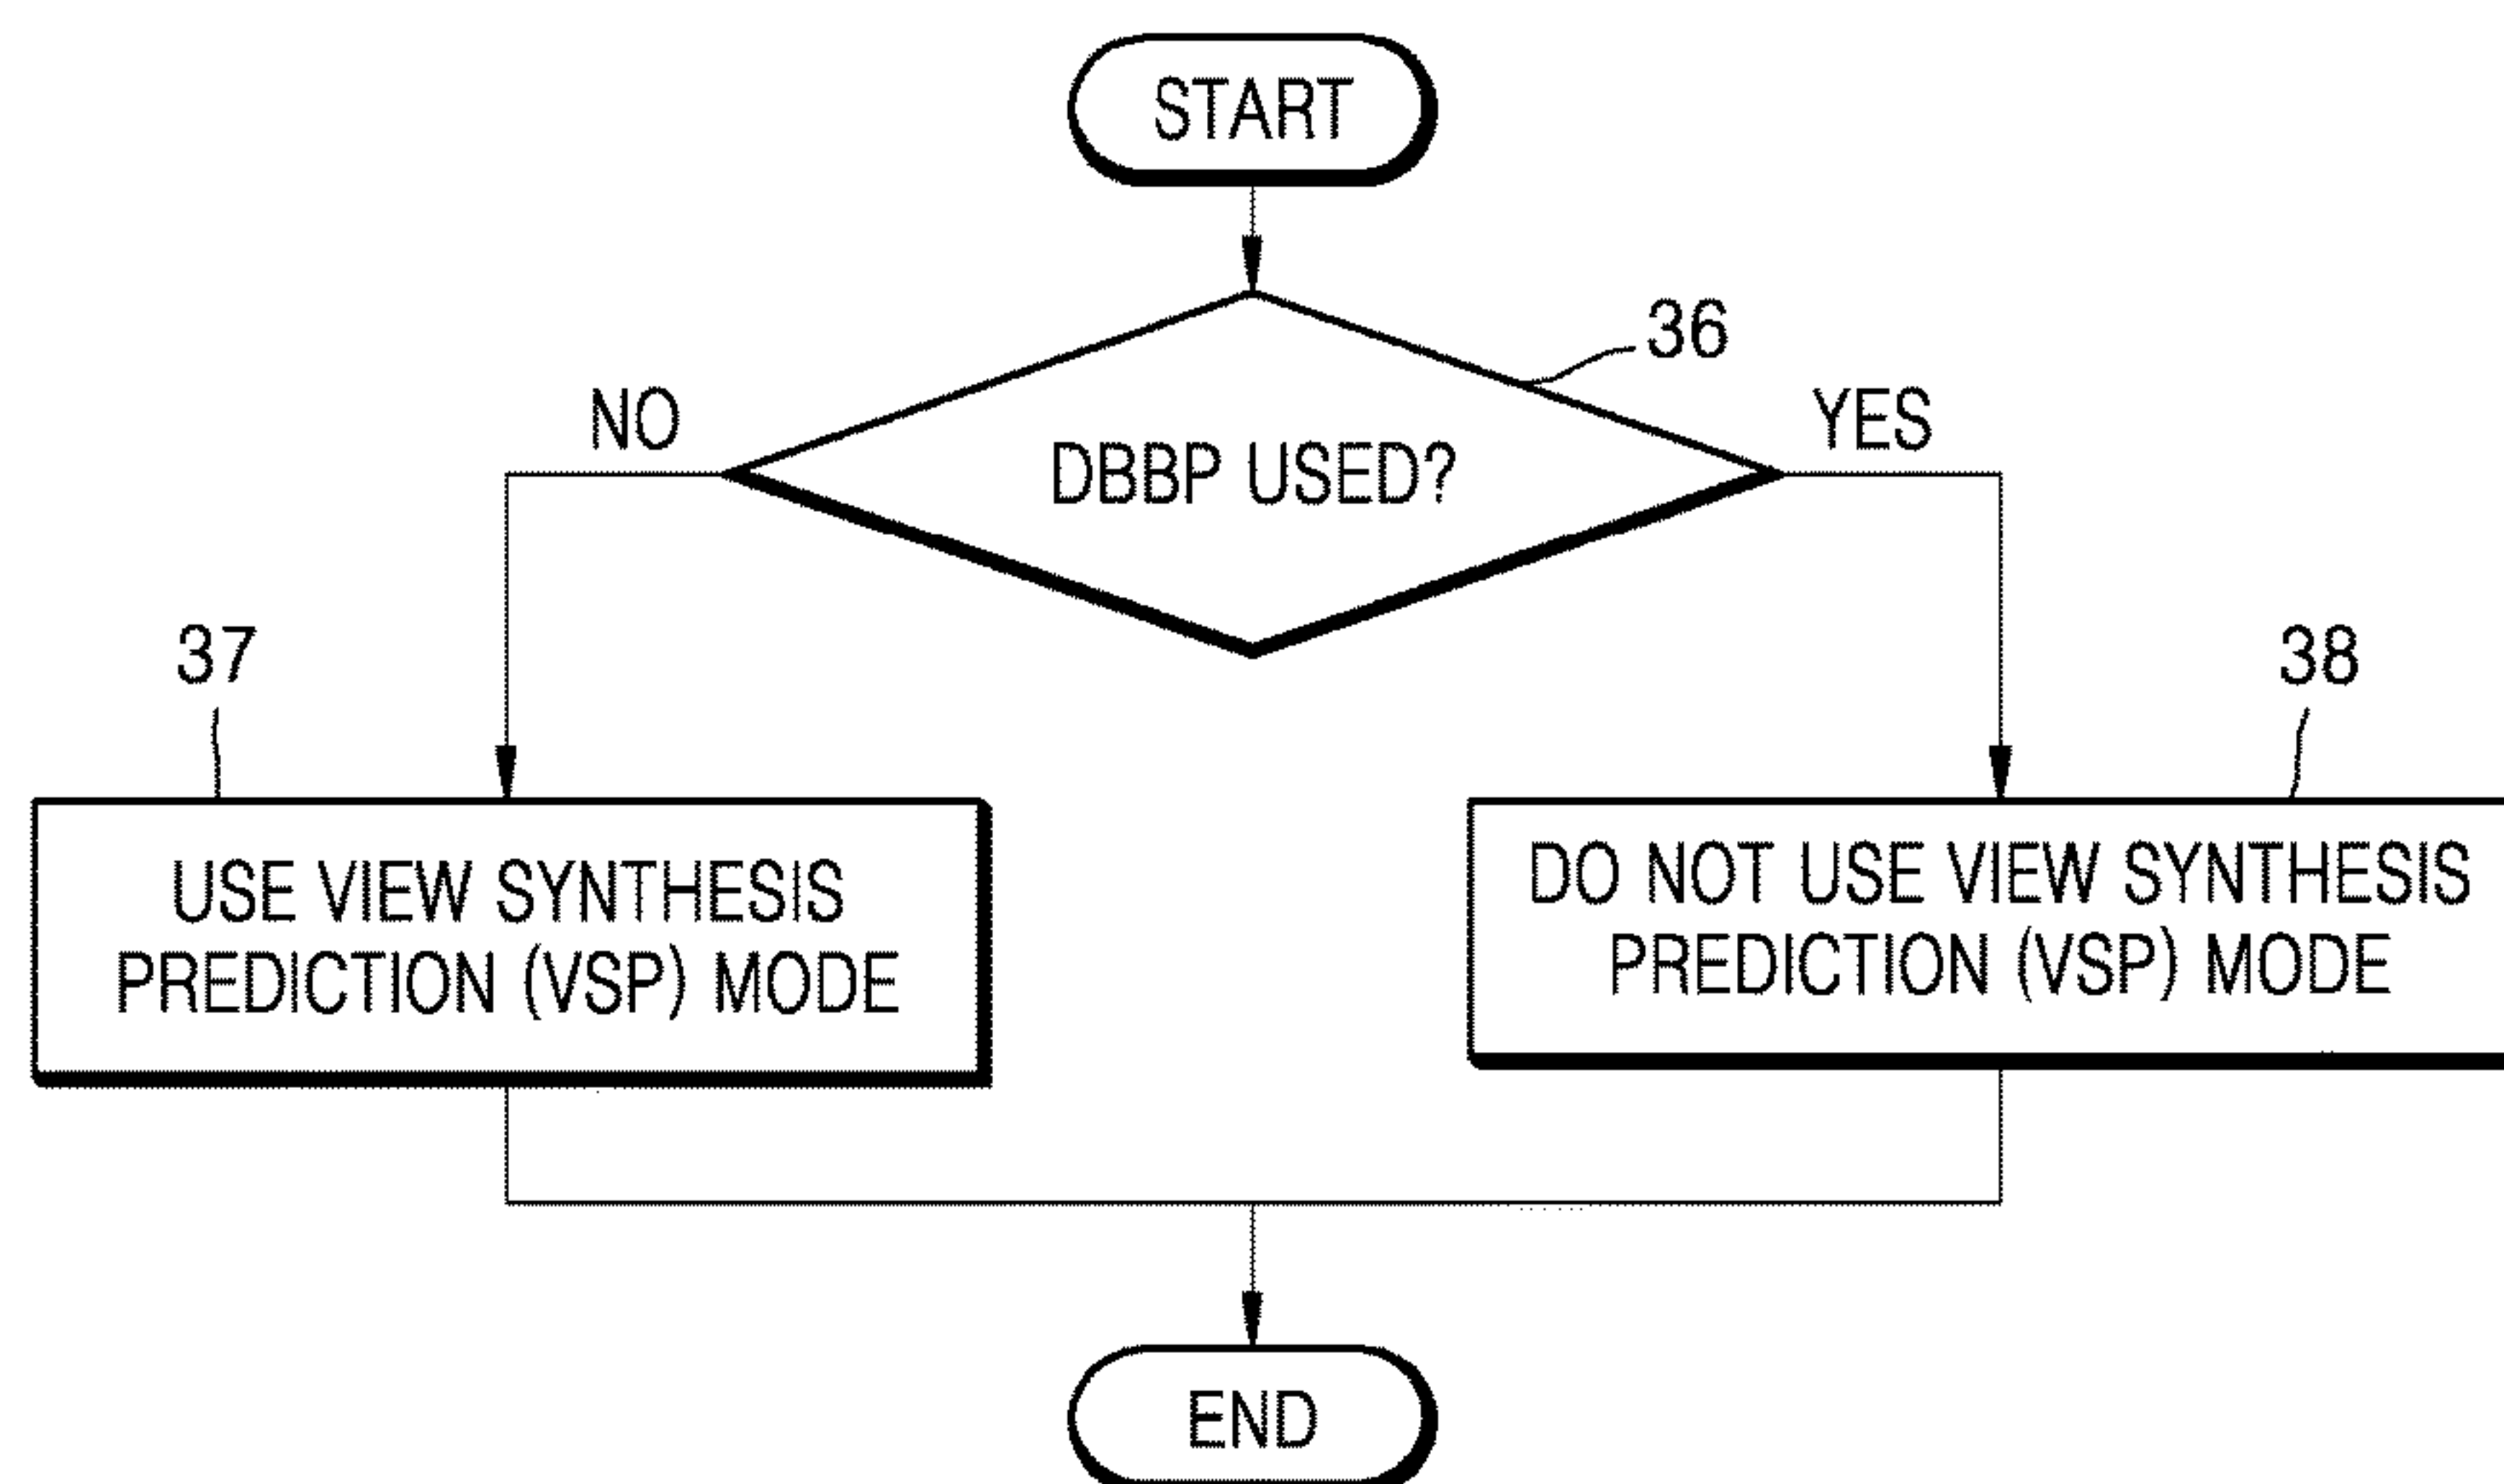 START
36
NO
YES
DBBP USED?
37
38
USE VIEW SYNTHESIS
PREDICTION (VSP) MODE
DO NOT USE VIEW SYNTHESIS
PREDICTION (VSP) MODE
END